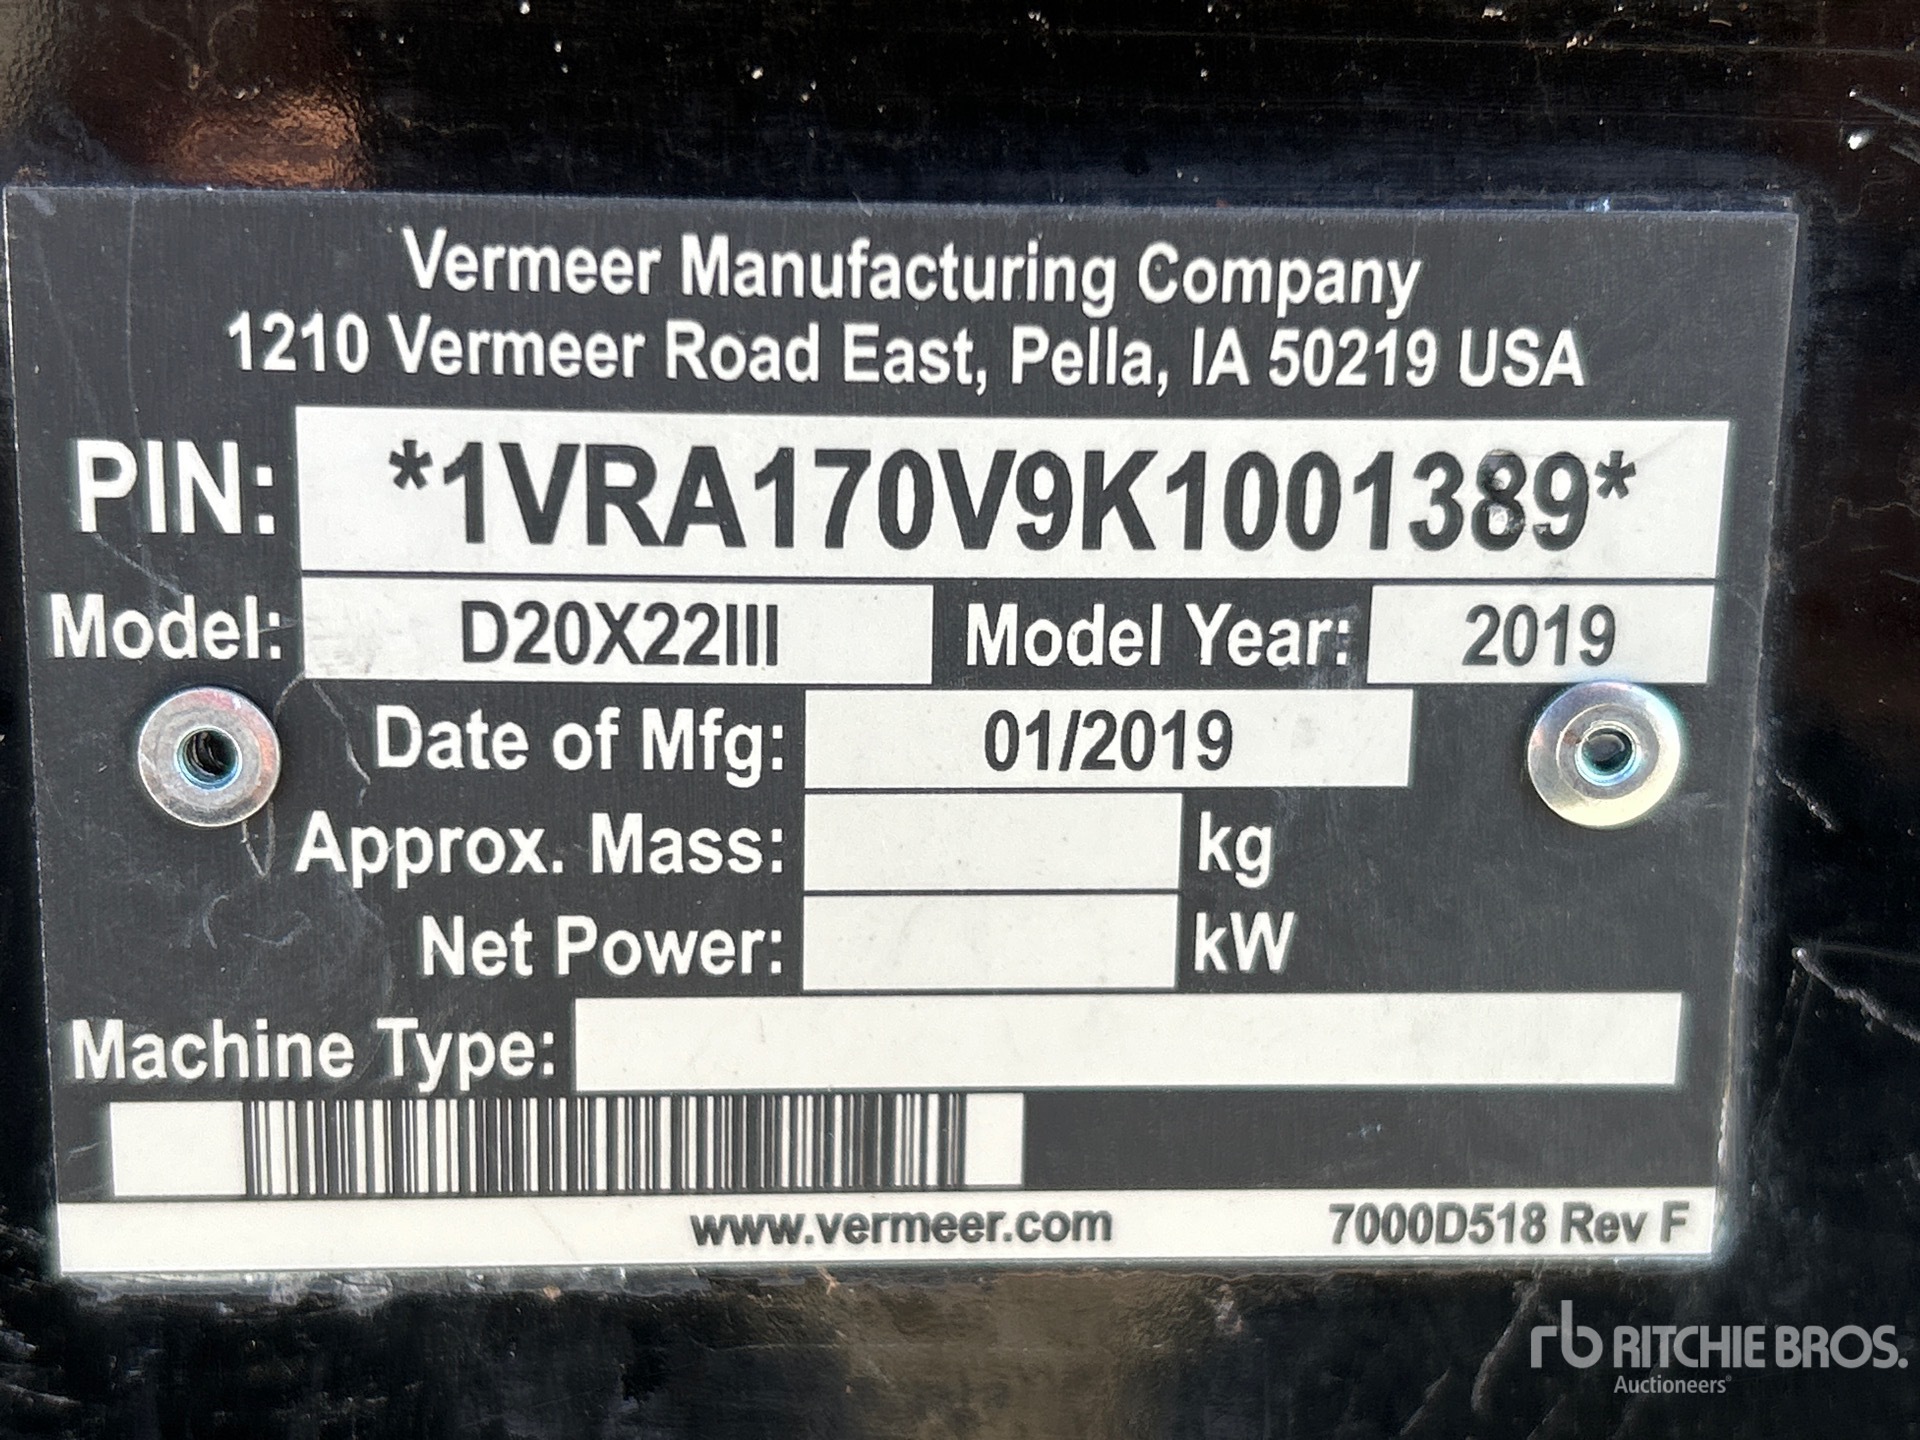 Vermeer Manufacturing Company
1210 Vermeer Road East, Pella, IA 50219 USA
PIN: *1VRA170V9K1001389*
Model: D20X22III Model Year: 2019
Date of Mfg: 01/2019
Approx. Mass: kg
Net Power: kW
Machine Type:
www.vermeer.com 7000D518 Rev F
rb RITCHIE BROS.
Auctioneers®